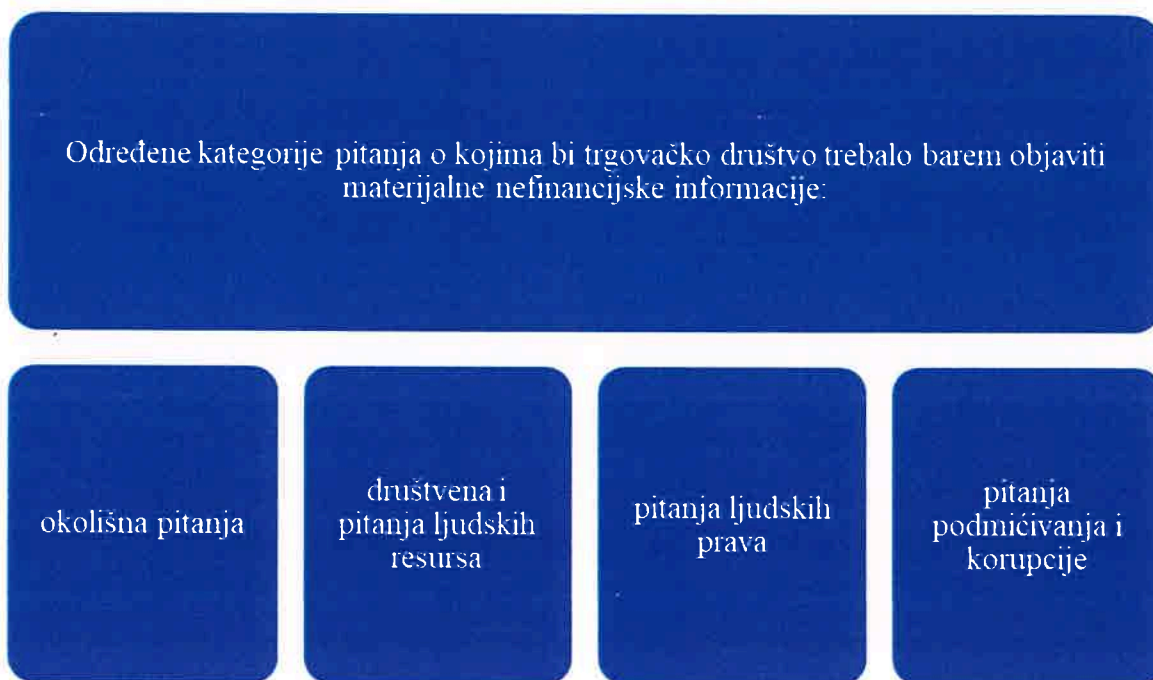 Određene kategorije pitanja o kojima bi trgovačko društvo trebalo barem objaviti
materijalne nefinancijske informacije:
okolišna pitanja
društvena i
pitanja ljudskih
resursa
pitanja ljudskih
prava
pitanja
podmićivanja i
korupcije